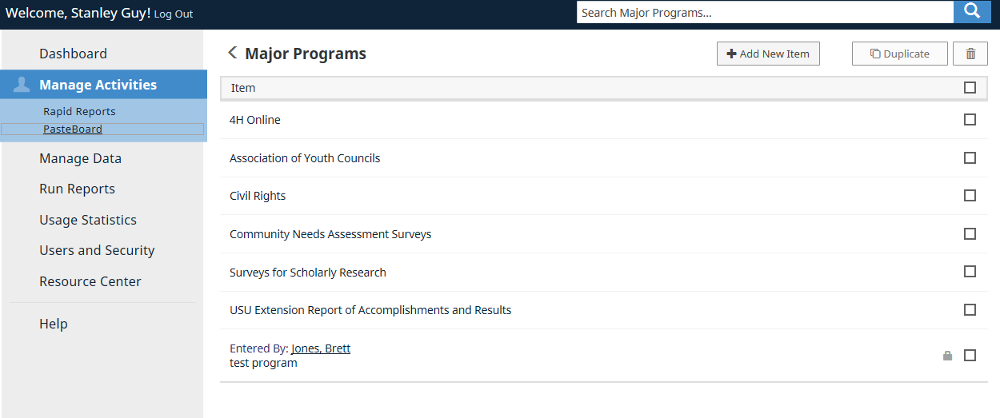 Welcome, Stanley Guy! Log Out
Search Major Programs...
Dashboard
Manage Activities
Rapid Reports
PasteBoard
Manage Data
Run Reports
Usage Statistics
Users and Security
Resource Center
Help
Major Programs
Add New Item
Duplicate
Item
4H Online
Association of Youth Councils
Civil Rights
Community Needs Assessment Surveys
Surveys for Scholarly Research
USU Extension Report of Accomplishments and Results
Entered By: Jones, Brett
test program